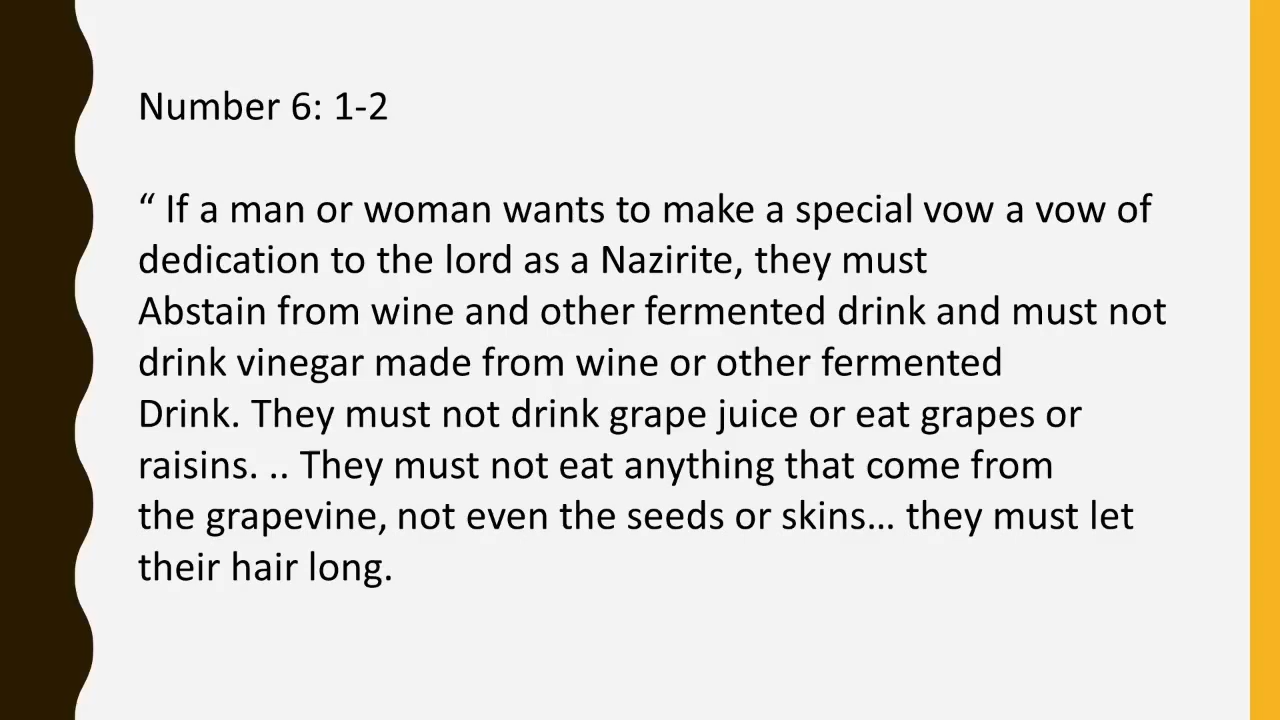 Number 6: 1-2
“ If a man or woman wants to make a special vow a vow of
dedication to the lord as a Nazirite, they must
Abstain from wine and other fermented drink and must not
drink vinegar made from wine or other fermented
Drink. They must not drink grape juice or eat grapes or
raisins. .. They must not eat anything that come from
the grapevine, not even the seeds or skins… they must let
their hair long.